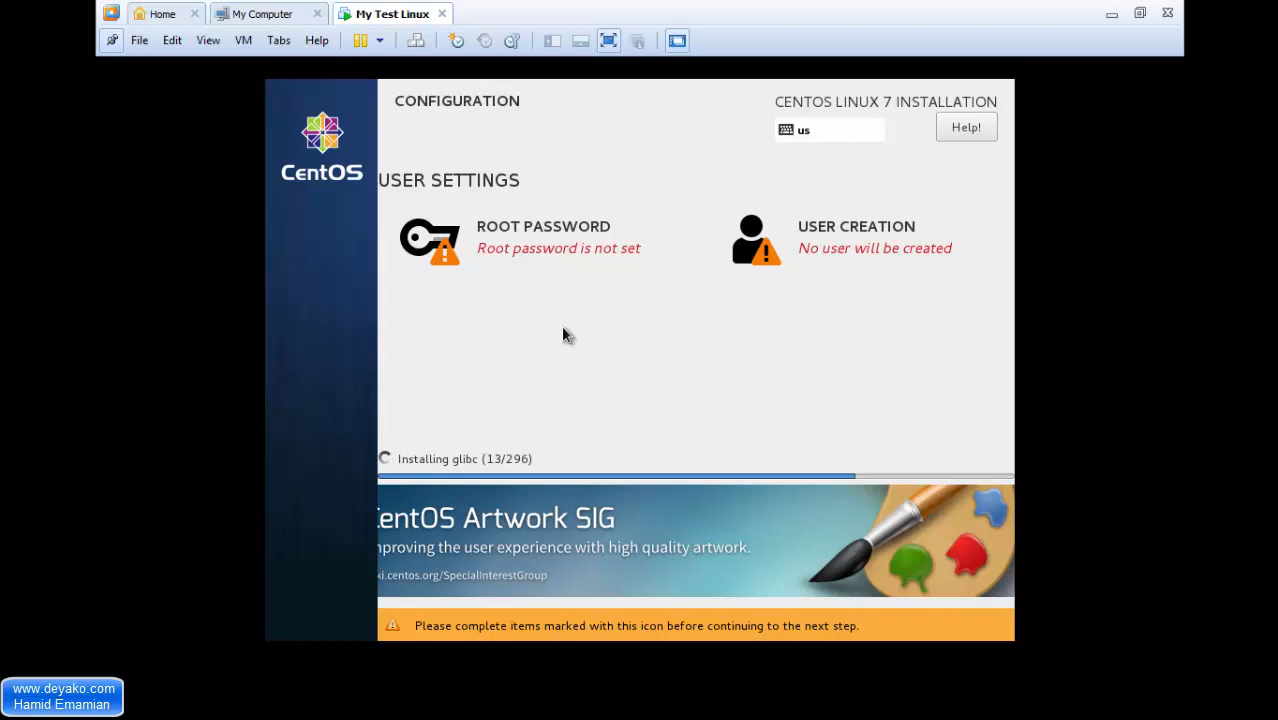 Home
My Computer
My Test Linux
File Edit View VM Tabs Help
CentOS
CONFIGURATION
CENTOS LINUX 7 INSTALLATION
us
Help!
USER SETTINGS
ROOT PASSWORD
Root password is not set
USER CREATION
No user will be created
Installing glibc (13/296)
entOS Artwork SIG
nproving the user experience with high quality artwork.
ki.centos.org/SpecialInterestGroup
Please complete items marked with this icon before continuing to the next step.
www.deyako.com
Hamid Emamian